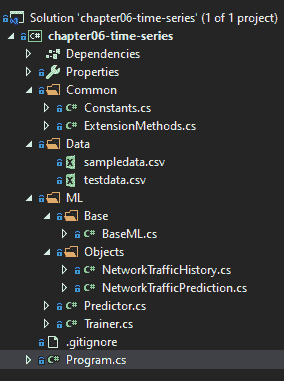 Solution 'chapter06-time-series' (1 of 1 project)
C# chapter06-time-series
Dependencies
Properties
Common
C# Constants.cs
C# ExtensionMethods.cs
Data
sampledata.csv
testdata.csv
ML
Base
C# BaseML.cs
Objects
C# NetworkTrafficHistory.cs
C# NetworkTrafficPrediction.cs
C# Predictor.cs
C# Trainer.cs
.gitignore
C# Program.cs